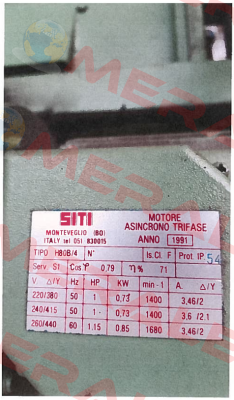 SITI
MOTORE
ASINCRONO TRIFASE
MONTEVEGLIO (BO)
ITALY tel 051 830015
ANNO 1991
TIPO H80B/4 N° Is.Cl. F Prot. IP 54
Serv S1 Cosφ 0.79 η% 71
V. Δ/Y Hz HP KW min-1 A. Δ/Y
220/380 50 1 0,73 1400 3,46/2
240/415 50 1- 0.73 1400 3.6 /2.1
260/440 60 1.15 0.85 1680 3,46/2